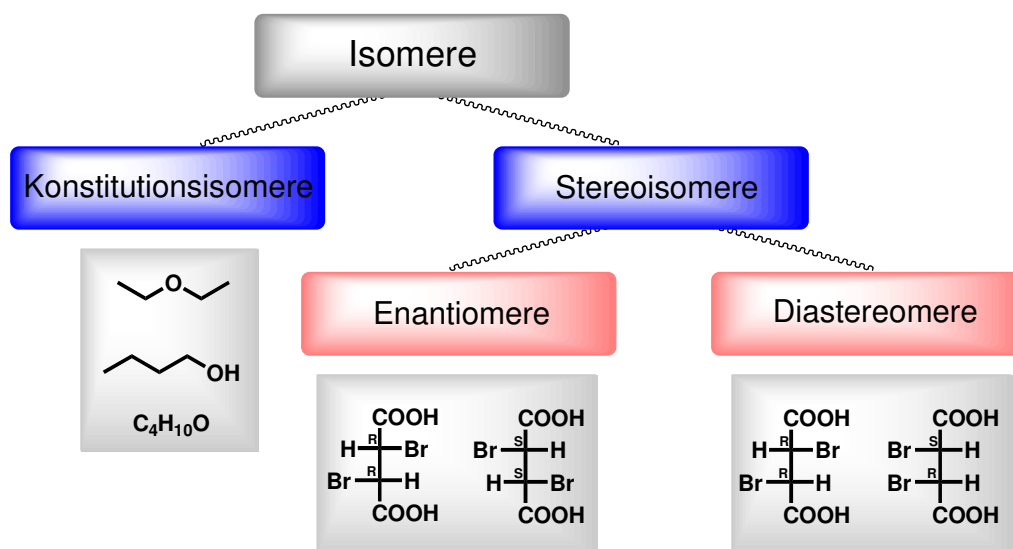 Isomere
Konstitutionsisomere
Stereoisomere
Enantiomere
Diastereomere
O
OH
C₄H₁₀O
COOH
H R Br
Br R H
COOH
COOH
Br S H
H S Br
COOH
COOH
H R Br
Br R H
COOH
COOH
Br S H
Br R H
COOH